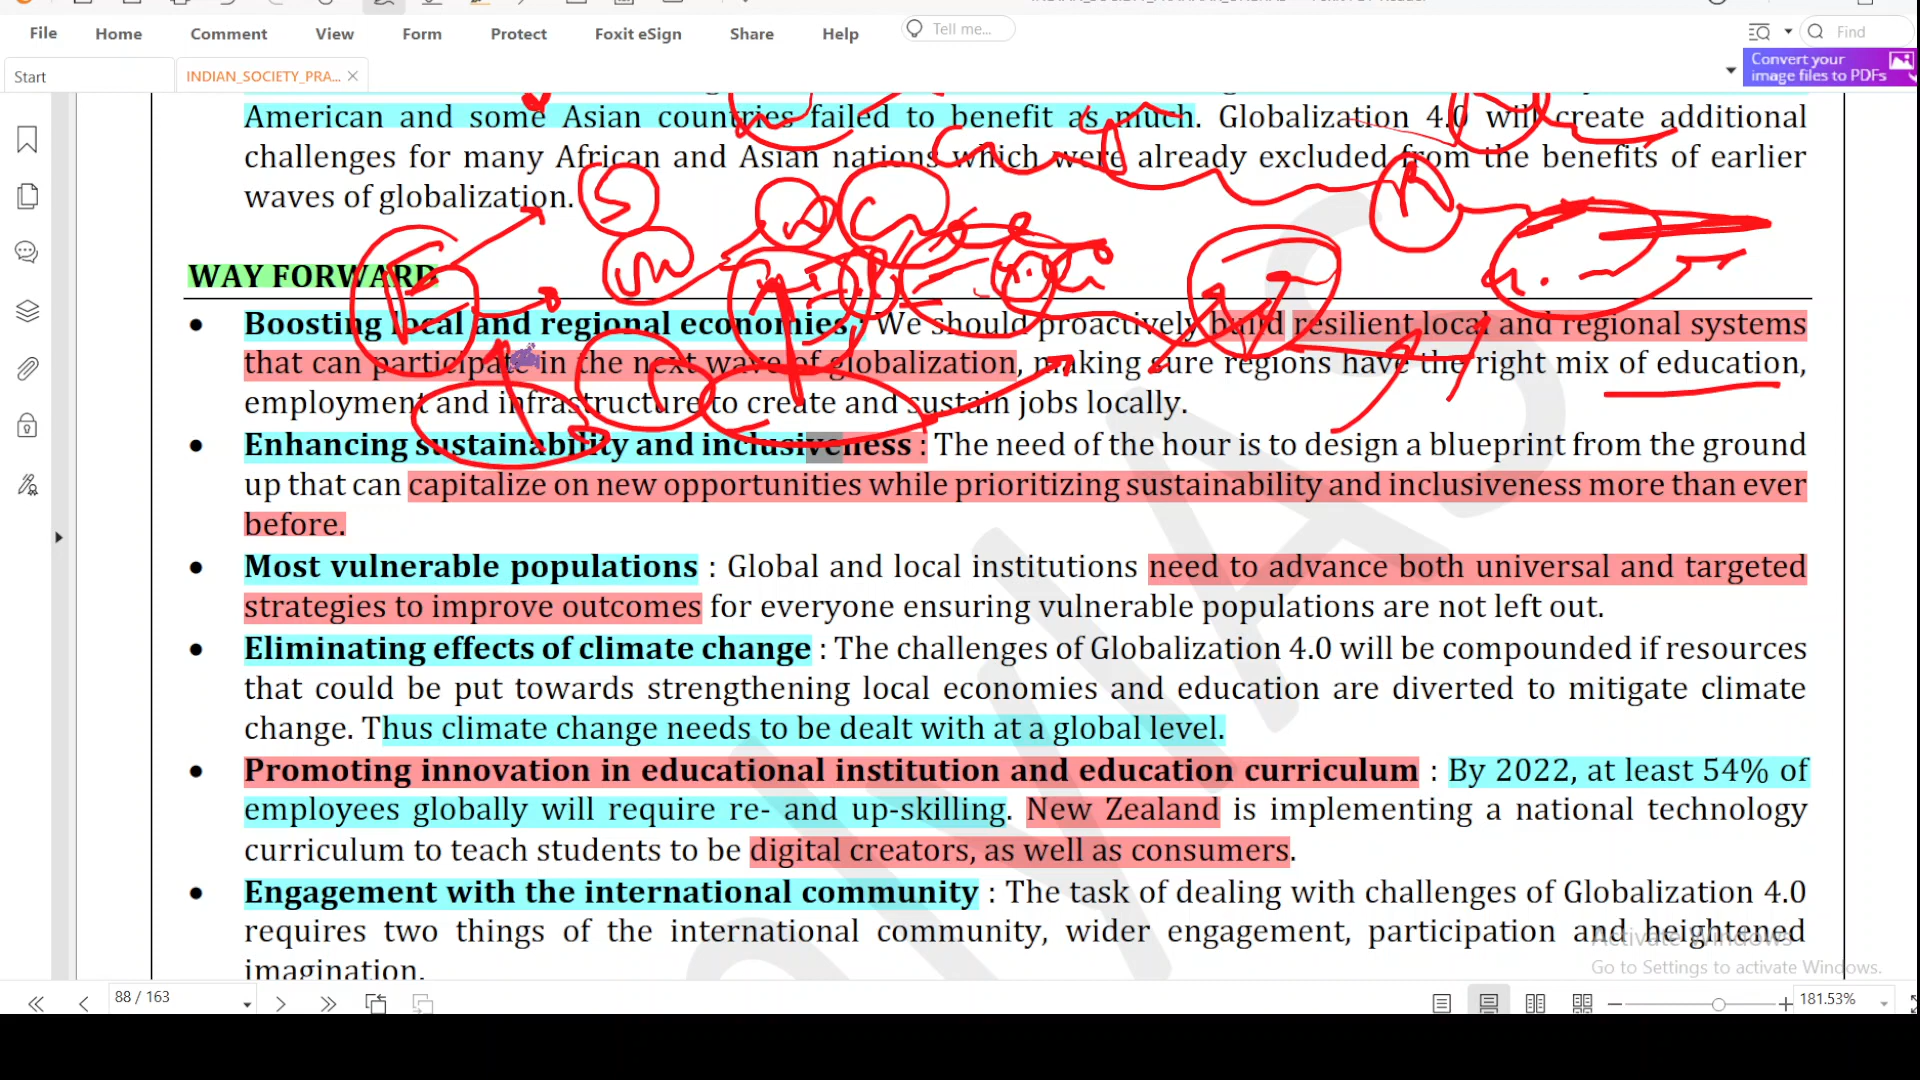 File Home Comment View Form Protect Foxit eSign Share Help Tell me... Find
Convert your
image files to PDFs
Start INDIAN_SOCIETY_PRA...
American and some Asian countries failed to benefit as much. Globalization 4.0 will create additional
challenges for many African and Asian nations which were already excluded from the benefits of earlier
waves of globalization.
WAY FORWARD
• Boosting local and regional economies : We should proactively build resilient local and regional systems
that can participate in the next wave of globalization, making sure regions have the right mix of education,
employment and infrastructure to create and sustain jobs locally.
• Enhancing sustainability and inclusiveness : The need of the hour is to design a blueprint from the ground
up that can capitalize on new opportunities while prioritizing sustainability and inclusiveness more than ever
before.
• Most vulnerable populations : Global and local institutions need to advance both universal and targeted
strategies to improve outcomes for everyone ensuring vulnerable populations are not left out.
• Eliminating effects of climate change : The challenges of Globalization 4.0 will be compounded if resources
that could be put towards strengthening local economies and education are diverted to mitigate climate
change. Thus climate change needs to be dealt with at a global level.
• Promoting innovation in educational institution and education curriculum : By 2022, at least 54% of
employees globally will require re- and up-skilling. New Zealand is implementing a national technology
curriculum to teach students to be digital creators, as well as consumers.
• Engagement with the international community : The task of dealing with challenges of Globalization 4.0
requires two things of the international community, wider engagement, participation and heightened
imagination.
Activate Windows
Go to Settings to activate Windows.
88 / 163 181.53%